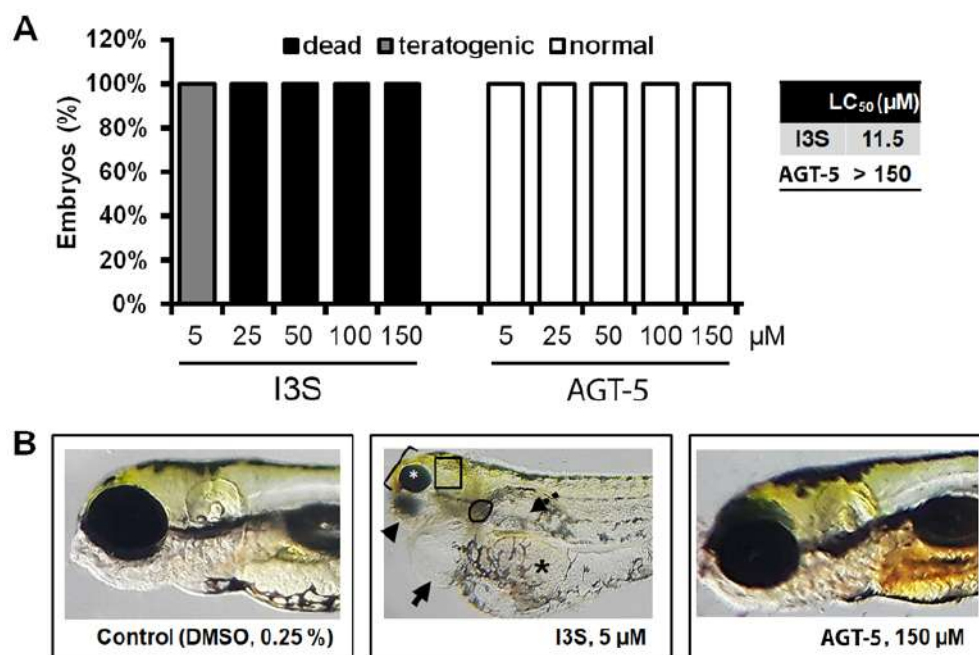 A
120%
100%
80%
60%
40%
20%
0%
Embryos (%)
dead teratogenic normal
5 25 50 100 150 5 25 50 100 150 µM
I3S AGT-5
LC₅₀ (µM)
I3S 11.5
AGT-5 > 150
B
Control (DMSO, 0.25 %)
I3S, 5 µM
AGT-5, 150 µM